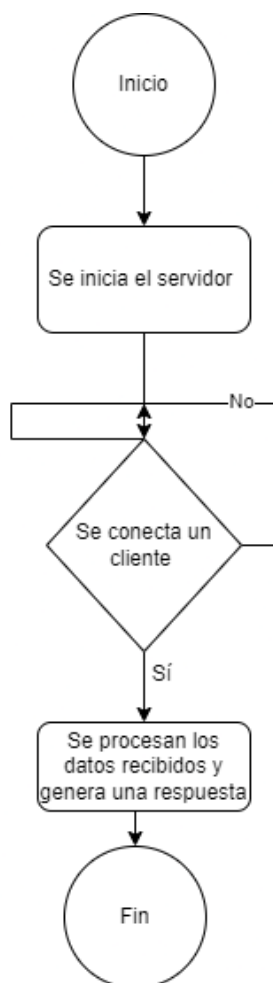 Inicio
Se inicia el servidor
No
Se conecta un
cliente
Sí
Se procesan los
datos recibidos y
genera una respuesta
Fin